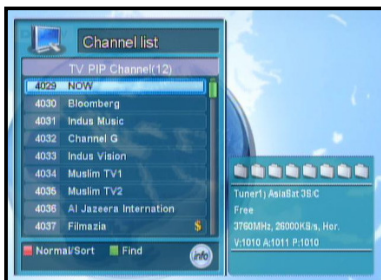 Channel list
TV PIP Channel(12)
4029 NOW
4030 Bloomberg
4031 Indus Music
4032 Channel G
4033 Indus Vision
4034 Muslim TV1
4035 Muslim TV2
4036 Al Jazeera Internation
4037 Filmazia $
Normal/Sort Find info
Tuner1) AsiaSat 3S-C
Free
3760MHz, 26000KB/s, Hor.
V:1010 A:1011 P:1010